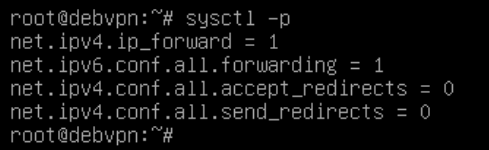 root@debvpn:~# sysctl -p
net.ipv4.ip_forward = 1
net.ipv6.conf.all.forwarding = 1
net.ipv4.conf.all.accept_redirects = 0
net.ipv4.conf.all.send_redirects = 0
root@debvpn:~#